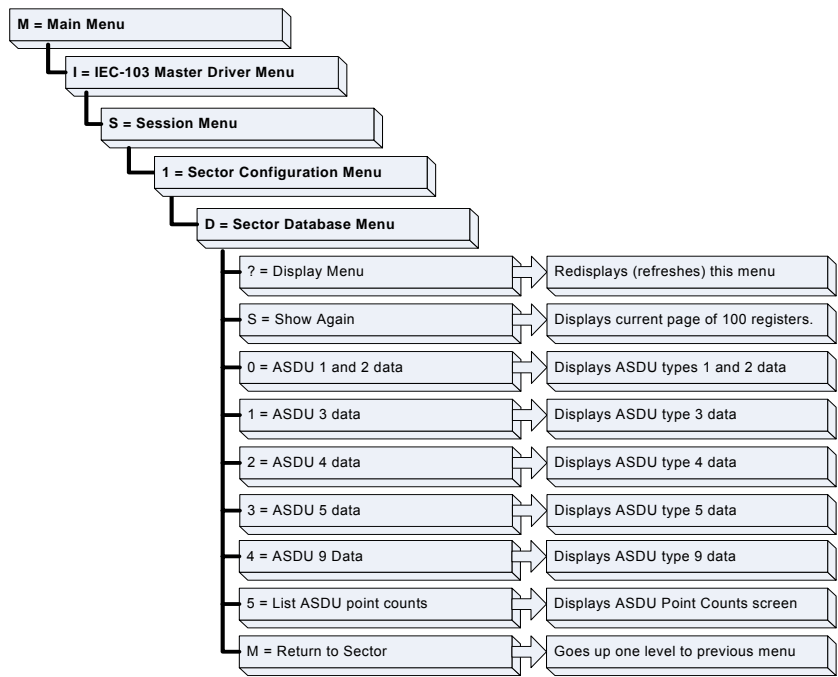 M = Main Menu
I = IEC-103 Master Driver Menu
S = Session Menu
1 = Sector Configuration Menu
D = Sector Database Menu
? = Display Menu
Redisplays (refreshes) this menu
S = Show Again
Displays current page of 100 registers.
0 = ASDU 1 and 2 data
Displays ASDU types 1 and 2 data
1 = ASDU 3 data
Displays ASDU type 3 data
2 = ASDU 4 data
Displays ASDU type 4 data
3 = ASDU 5 data
Displays ASDU type 5 data
4 = ASDU 9 Data
Displays ASDU type 9 data
5 = List ASDU point counts
Displays ASDU Point Counts screen
M = Return to Sector
Goes up one level to previous menu